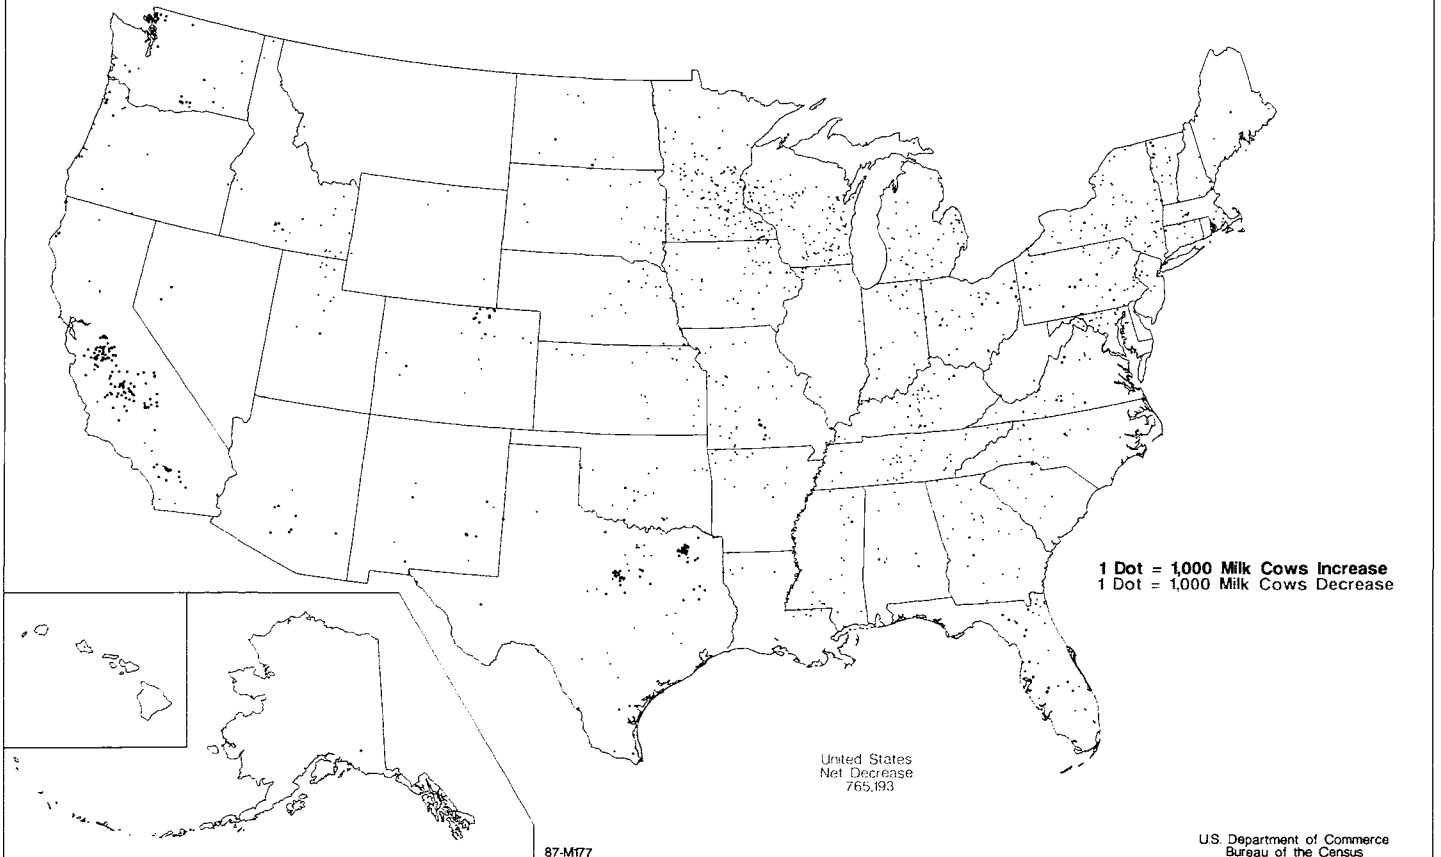 1 Dot = 1,000 Milk Cows Increase
1 Dot = 1,000 Milk Cows Decrease
United States
Net Decrease
765,193
87-M177
U.S. Department of Commerce
Bureau of the Census